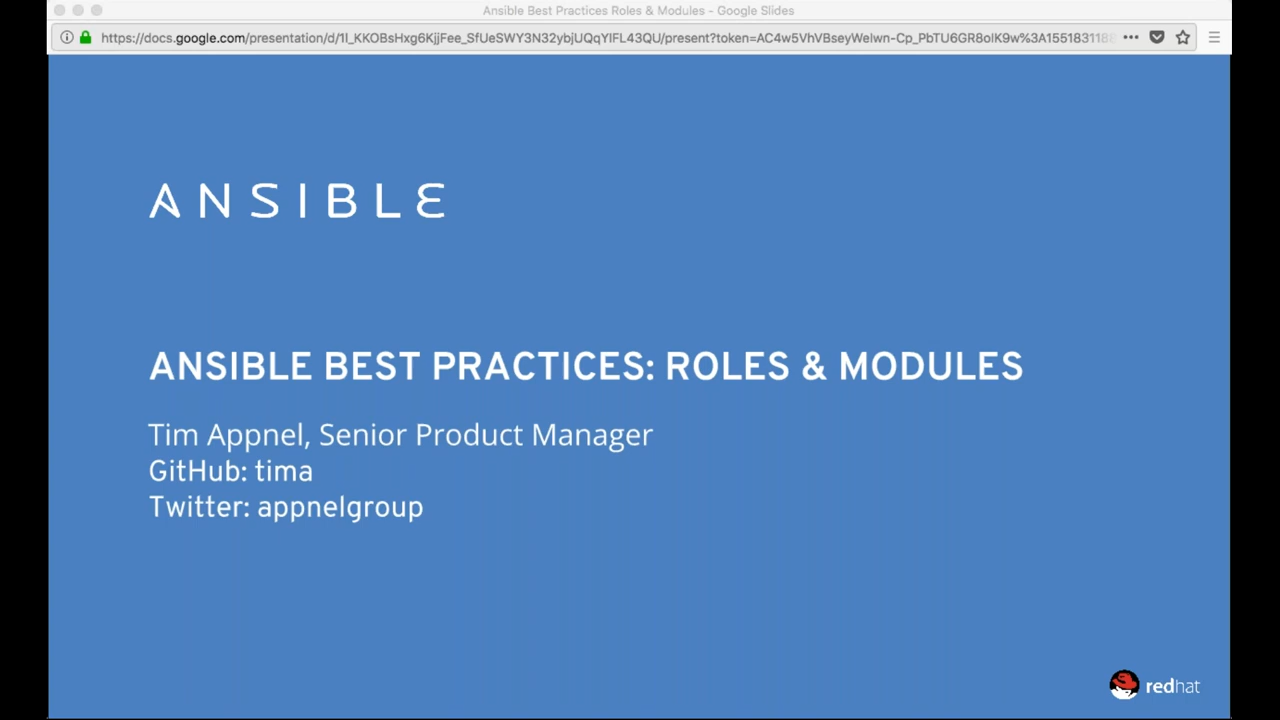 Ansible Best Practices Roles & Modules - Google Slides
ANSIBLE
ANSIBLE BEST PRACTICES: ROLES & MODULES
Tim Appnel, Senior Product Manager
GitHub: tima
Twitter: appnelgroup
redhat